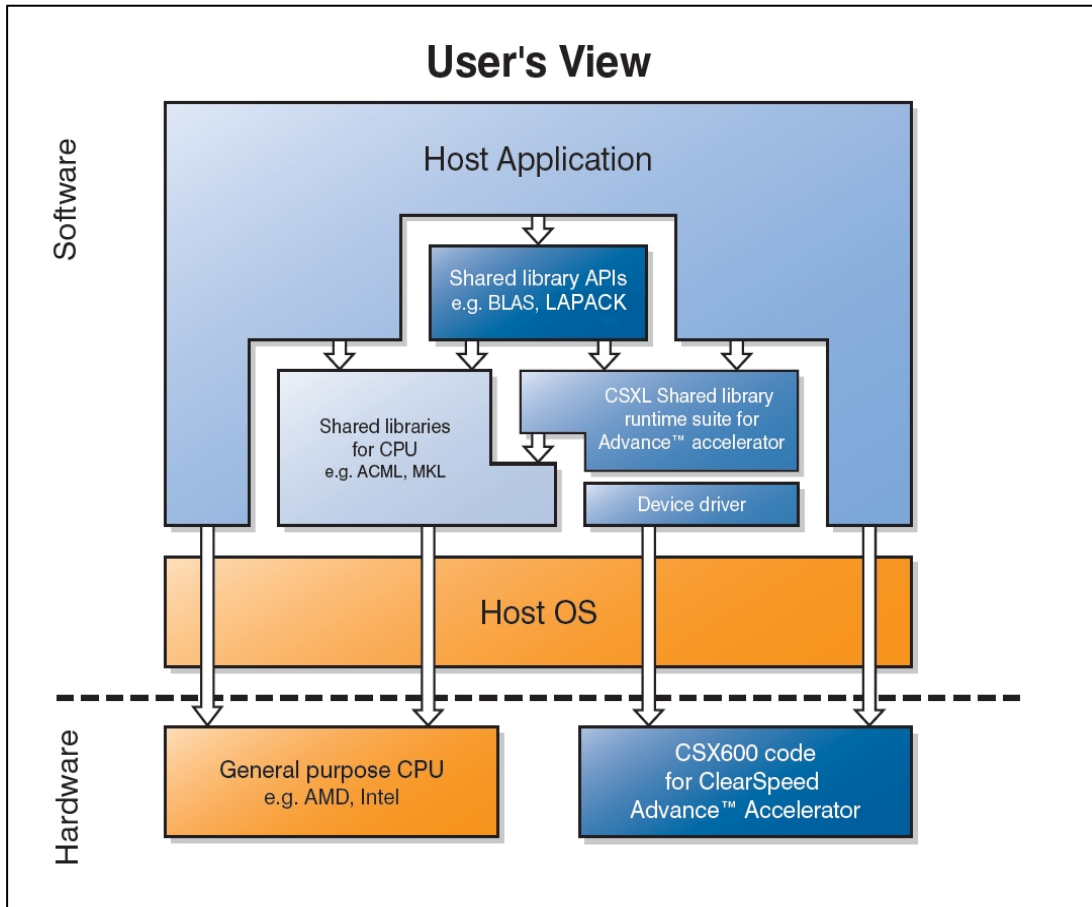 User's View
Software
Host Application
Shared library APIs
e.g. BLAS, LAPACK
Shared libraries
for CPU
e.g. ACML, MKL
CSXL Shared library
runtime suite for
Advance™ accelerator
Device driver
Host OS
Hardware
General purpose CPU
e.g. AMD, Intel
CSX600 code
for ClearSpeed
Advance™ Accelerator